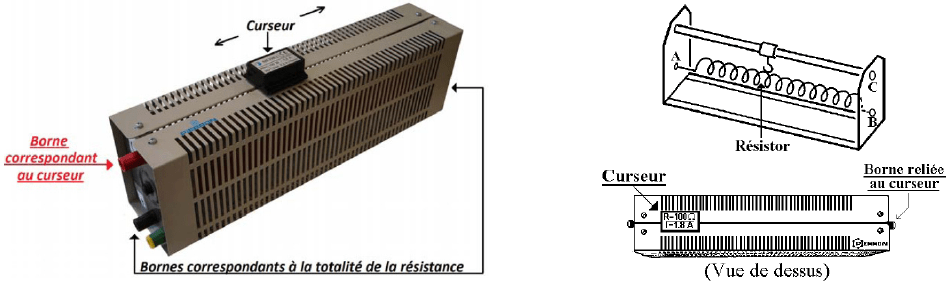 Curseur
Borne
correspondant
au curseur
Bornes correspondants à la totalité de la résistance
A
C
B
Résistor
Curseur
Borne reliée
au curseur
R=100Ω
I=1.8 A
(Vue de dessus)